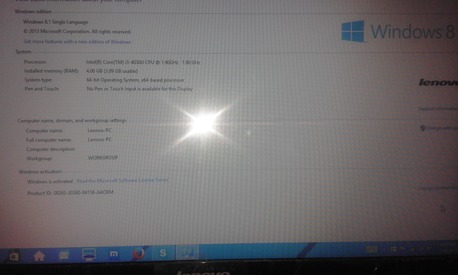 Windows edition
Windows 8.1 Single Language
© 2013 Microsoft Corporation. All rights reserved.
Get more features with a new edition of Windows
Windows 8
System
Processor: Intel(R) Core(TM) i5-4030U CPU @ 1.90GHz 1.90 GHz
Installed memory (RAM): 4.00 GB (3.89 GB usable)
System type: 64-bit Operating System, x64-based processor
Pen and Touch: No Pen or Touch Input is available for this Display
lenovo
Computer name, domain, and workgroup settings
Computer name: Lenovo-PC
Full computer name: Lenovo-PC
Computer description:
Workgroup: WORKGROUP
Windows activation
Windows is activated Read the Microsoft Software License Terms
Product ID:
lenovo